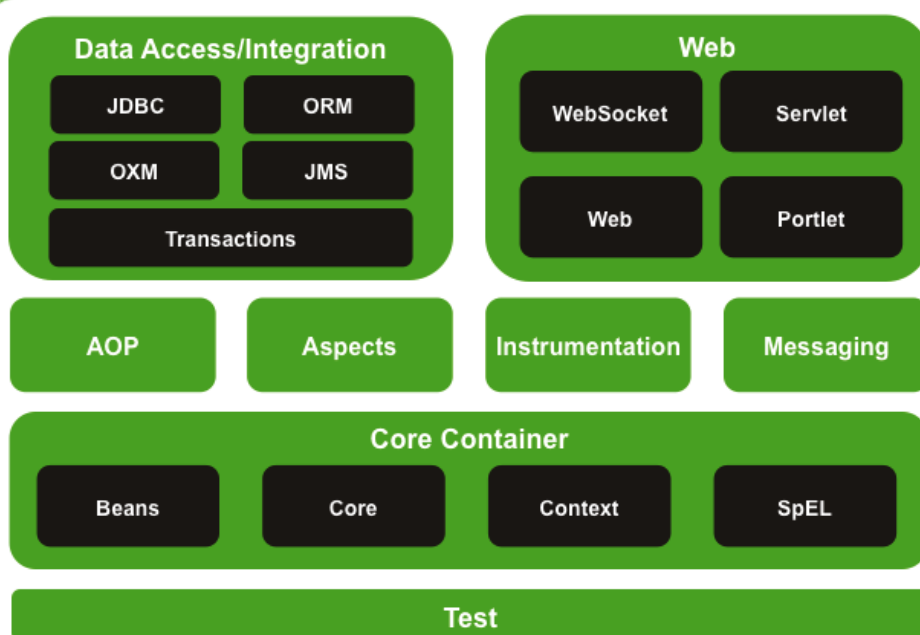 Data Access/Integration
JDBC
ORM
OXM
JMS
Transactions
Web
WebSocket
Servlet
Web
Portlet
AOP
Aspects
Instrumentation
Messaging
Core Container
Beans
Core
Context
SpEL
Test